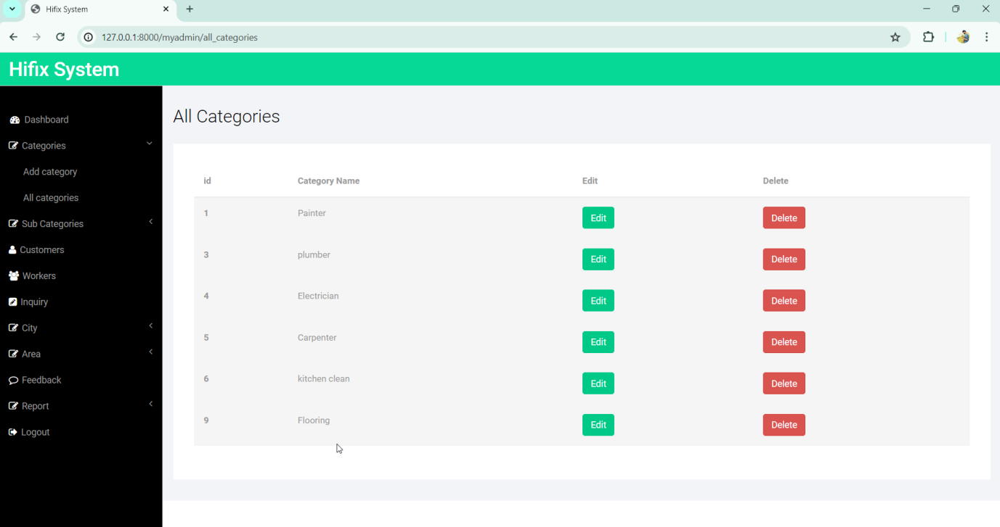 Hifix System
127.0.0.1:8000/myadmin/all_categories
Hifix System
Dashboard
Categories
Add category
All categories
Sub Categories
Customers
Workers
Inquiry
City
Area
Feedback
Report
Logout
All Categories
id Category Name Edit Delete
1 Painter Edit Delete
3 plumber Edit Delete
4 Electrician Edit Delete
5 Carpenter Edit Delete
6 kitchen clean Edit Delete
9 Flooring Edit Delete